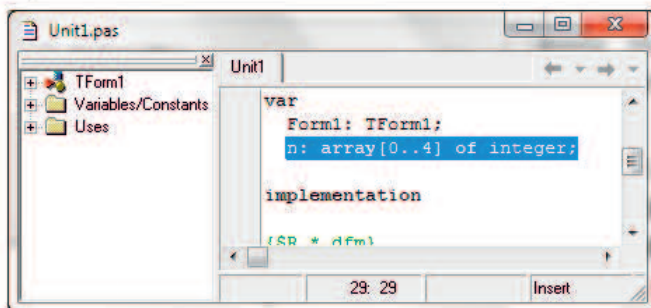 Unit1.pas
TForm1
Variables/Constants
Uses
Unit1
var
Form1: TForm1;
n: array[0..4] of integer;
implementation
{$R *.dfm}
29: 29
Insert